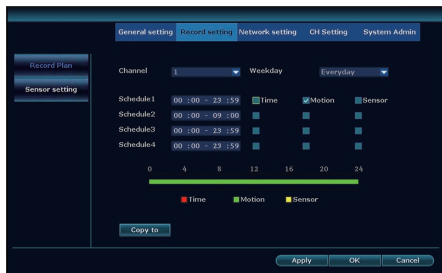 General setting Record setting Network setting CH Setting System Admin
Record Plan
Sensor setting
Channel 1 Weekday Everyday
Schedule1 00 :00 - 23 :59 Time Motion Sensor
Schedule2 00 :00 - 09 :00
Schedule3 00 :00 - 23 :59
Schedule4 00 :00 - 23 :59
0 4 8 12 16 20 24
Time Motion Sensor
Copy to
Apply OK Cancel